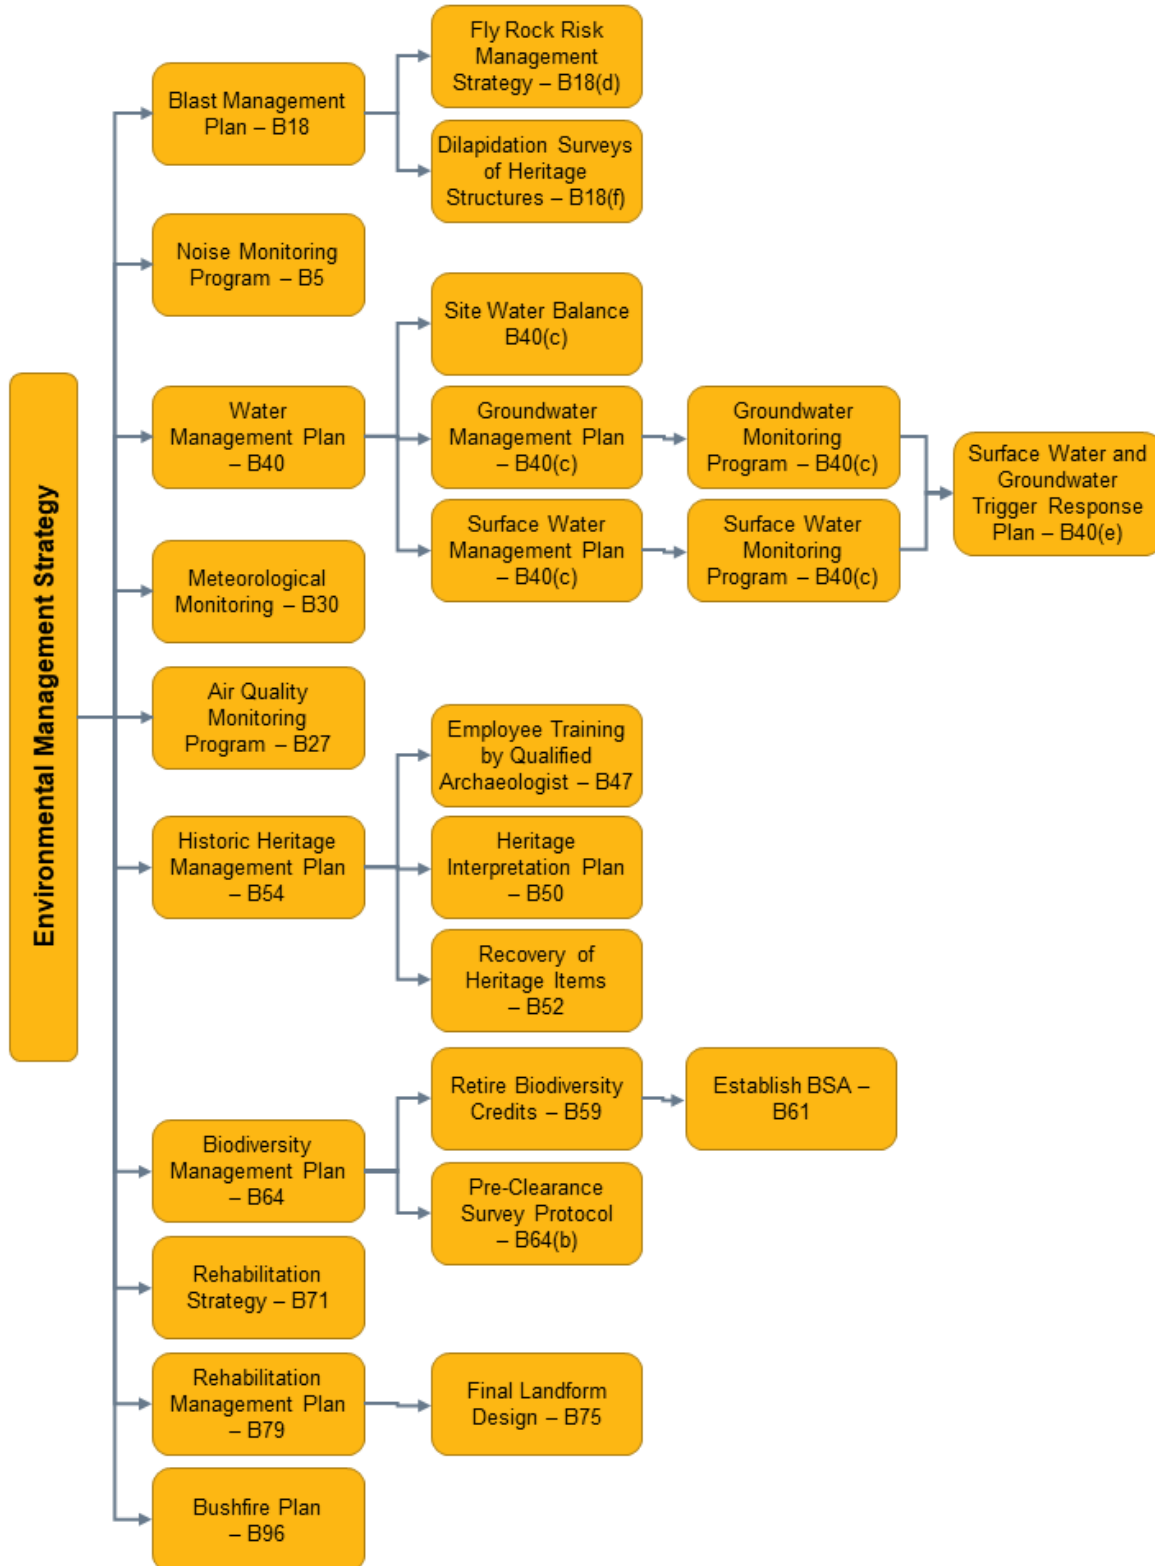 Environmental Management Strategy
Blast Management
Plan – B18
Fly Rock Risk
Management
Strategy – B18(d)
Dilapidation Surveys
of Heritage
Structures – B18(f)
Noise Monitoring
Program – B5
Water
Management Plan
– B40
Site Water Balance
B40(c)
Groundwater
Management Plan
– B40(c)
Groundwater
Monitoring
Program – B40(c)
Surface Water
Management Plan
– B40(c)
Surface Water
Monitoring
Program – B40(c)
Surface Water and
Groundwater
Trigger Response
Plan – B40(e)
Meteorological
Monitoring – B30
Air Quality
Monitoring
Program – B27
Historic Heritage
Management Plan
– B54
Employee Training
by Qualified
Archaeologist – B47
Heritage
Interpretation Plan
– B50
Recovery of
Heritage Items
– B52
Biodiversity
Management Plan
– B64
Retire Biodiversity
Credits – B59
Establish BSA –
B61
Pre-Clearance
Survey Protocol
– B64(b)
Rehabilitation
Strategy – B71
Rehabilitation
Management Plan
– B79
Final Landform
Design – B75
Bushfire Plan
– B96